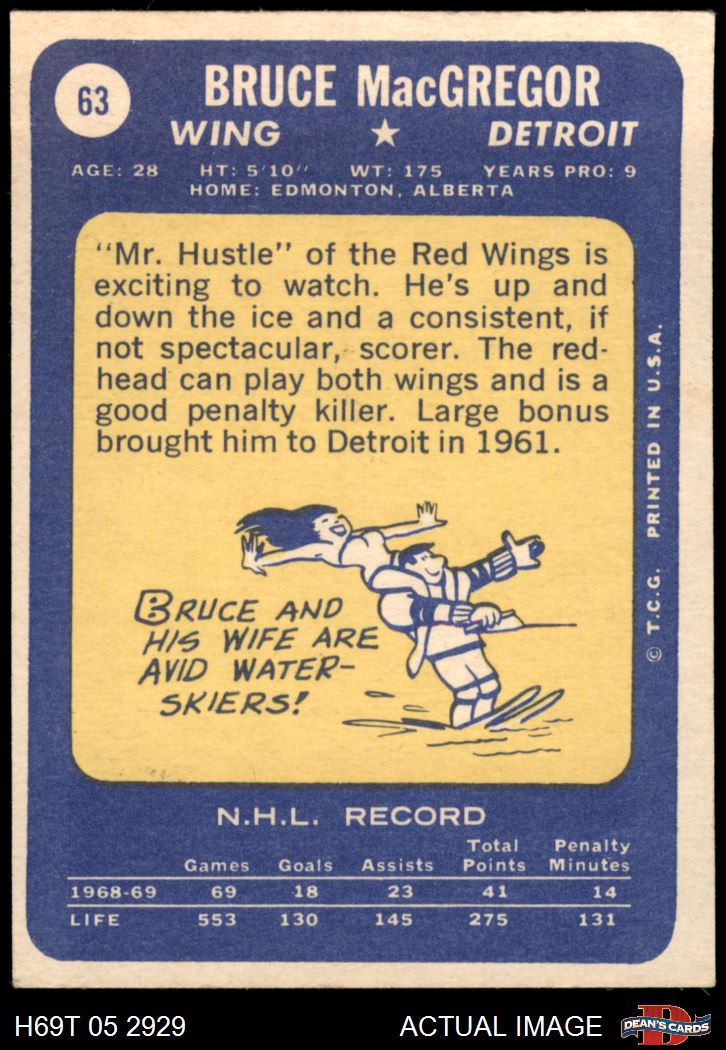 63
BRUCE MacGREGOR
WING ★ DETROIT
AGE: 28 HT: 5'10" WT: 175 YEARS PRO: 9
HOME: EDMONTON, ALBERTA
"Mr. Hustle" of the Red Wings is
exciting to watch. He's up and
down the ice and a consistent, if
not spectacular, scorer. The red-
head can play both wings and is a
good penalty killer. Large bonus
brought him to Detroit in 1961.
BRUCE AND
HIS WIFE ARE
AVID WATER-
SKIERS!
© T.C.G. PRINTED IN U.S.A.
N.H.L. RECORD
Games Goals Assists Total Points Penalty Minutes
1968-69 69 18 23 41 14
LIFE 553 130 145 275 131
H69T 05 2929 ACTUAL IMAGE
D
DEAN'S CARDS